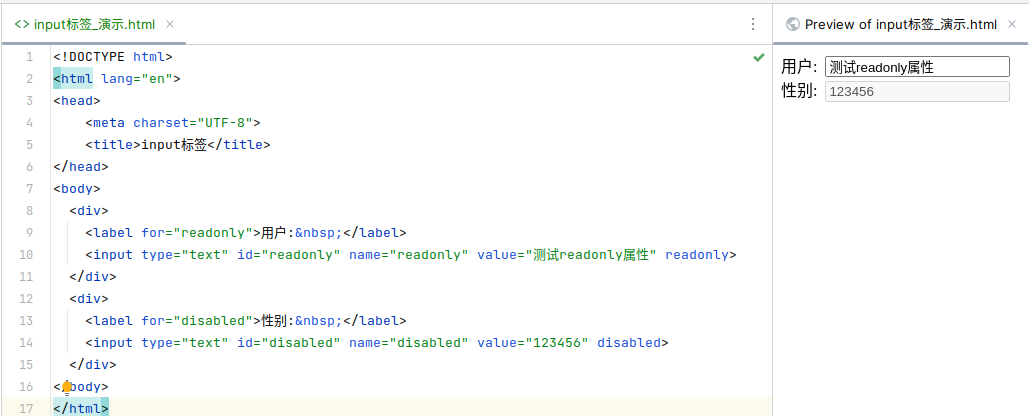 input标签_演示.html
1 <!DOCTYPE html>
2 <html lang="en">
3 <head>
4     <meta charset="UTF-8">
5     <title>input标签</title>
6 </head>
7 <body>
8   <div>
9     <label for="readonly">用户:&nbsp;</label>
10     <input type="text" id="readonly" name="readonly" value="测试readonly属性" readonly>
11   </div>
12   <div>
13     <label for="disabled">性别:&nbsp;</label>
14     <input type="text" id="disabled" name="disabled" value="123456" disabled>
15   </div>
16 </body>
17 </html>
Preview of input标签_演示.html
用户: 测试readonly属性
性别: 123456